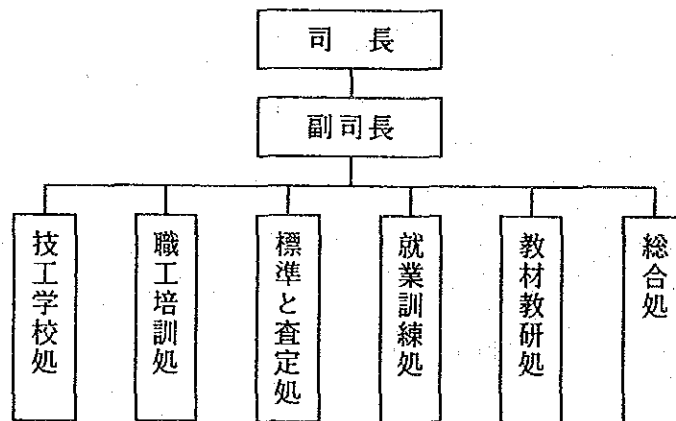 司長
副司長
技工学校処
職工培訓処
標準と査定処
就業訓練処
教材教研処
総合処